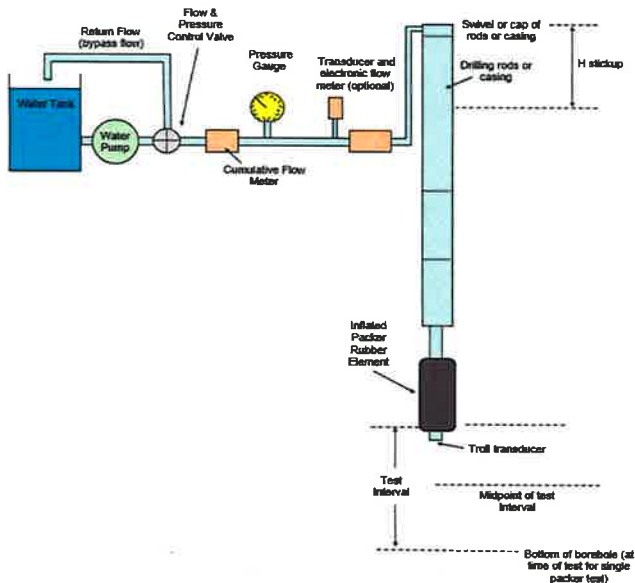 Flow &
Pressure
Control Valve
Return Flow
(bypass flow)
Pressure
Gauge
Transducer and
electronic flow
meter (optional)
Swivel or cap of
rods or casing
H stickup
Drilling rods or
casing
Water Tank
Water
Pump
Cumulative Flow
Meter
Inflated
Packer
Rubber
Element
Troll transducer
Test
Interval
Midpoint of test
interval
Bottom of borehole (at
time of test for single
packer test)